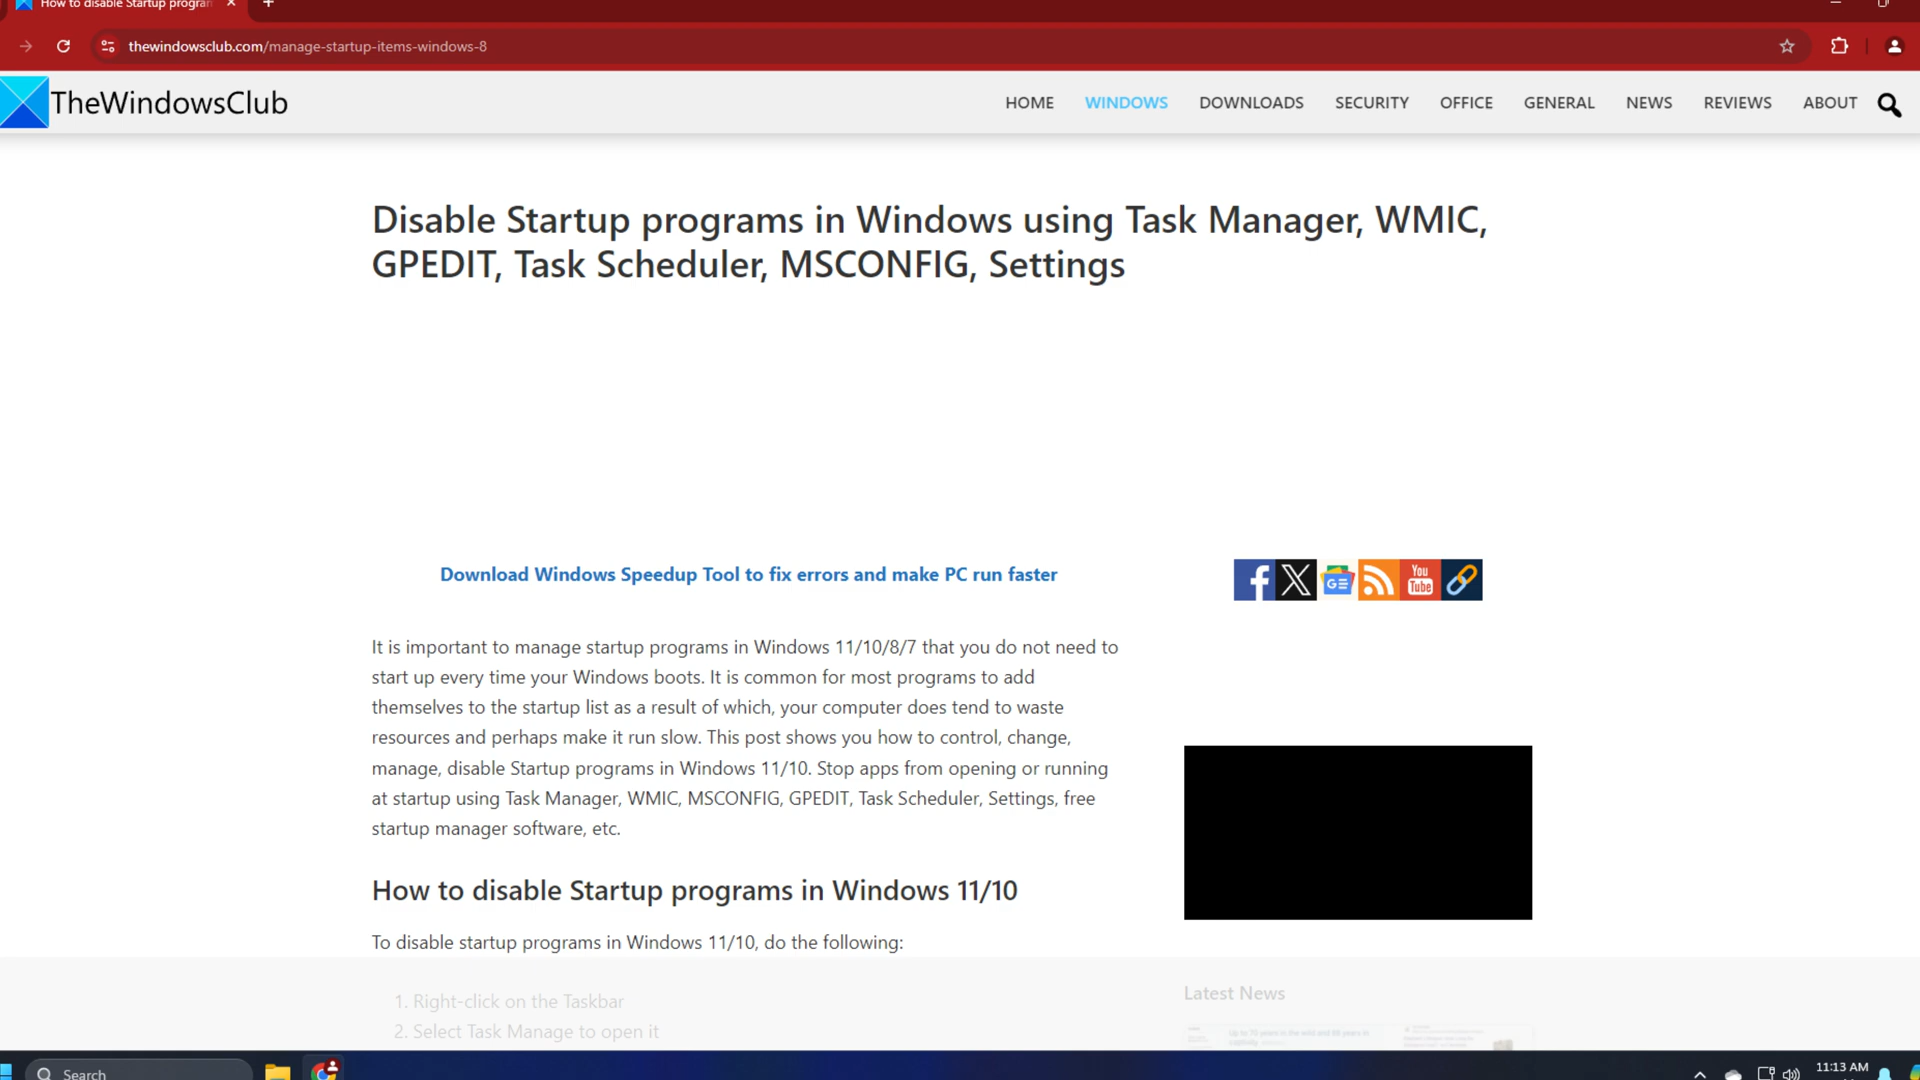 How to disable Startup progran
thewindowsclub.com/manage-startup-items-windows-8
TheWindowsClub
HOME WINDOWS DOWNLOADS SECURITY OFFICE GENERAL NEWS REVIEWS ABOUT
Disable Startup programs in Windows using Task Manager, WMIC,
GPEDIT, Task Scheduler, MSCONFIG, Settings
Download Windows Speedup Tool to fix errors and make PC run faster
You
Tube
It is important to manage startup programs in Windows 11/10/8/7 that you do not need to
start up every time your Windows boots. It is common for most programs to add
themselves to the startup list as a result of which, your computer does tend to waste
resources and perhaps make it run slow. This post shows you how to control, change,
manage, disable Startup programs in Windows 11/10. Stop apps from opening or running
at startup using Task Manager, WMIC, MSCONFIG, GPEDIT, Task Scheduler, Settings, free
startup manager software, etc.
How to disable Startup programs in Windows 11/10
To disable startup programs in Windows 11/10, do the following:
1. Right-click on the Taskbar
2. Select Task Manage to open it
Latest News
Search
11:13 AM